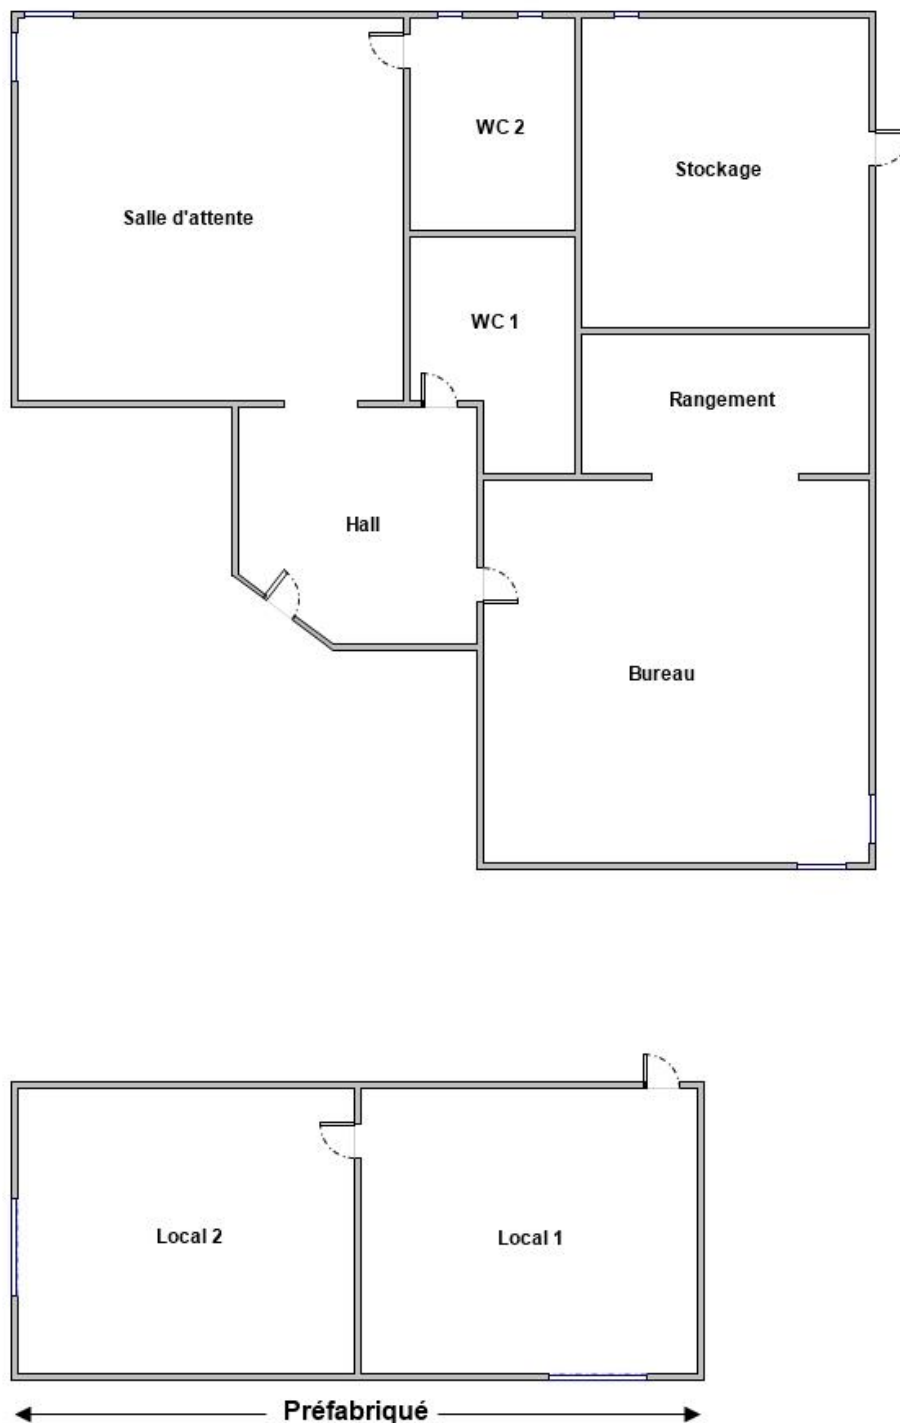 WC 2
Stockage
Salle d'attente
WC 1
Rangement
Hall
Bureau
Local 2
Local 1
Préfabriqué